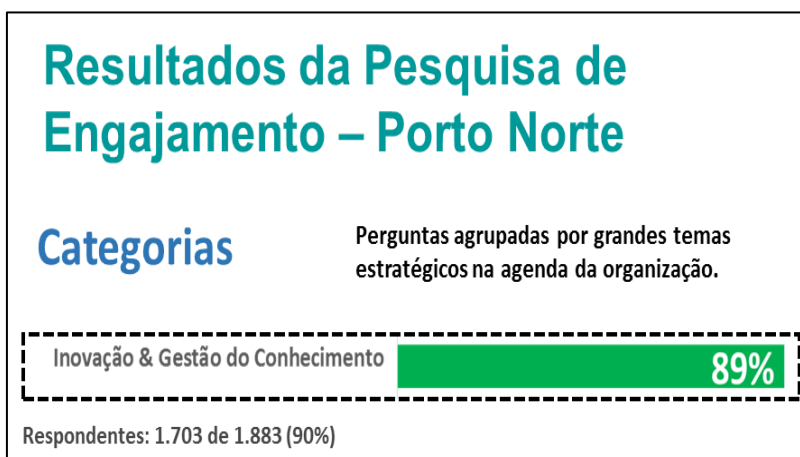 Resultados da Pesquisa de
Engajamento – Porto Norte
Categorias
Perguntas agrupadas por grandes temas
estratégicos na agenda da organização.
Inovação & Gestão do Conhecimento
89%
Respondentes: 1.703 de 1.883 (90%)